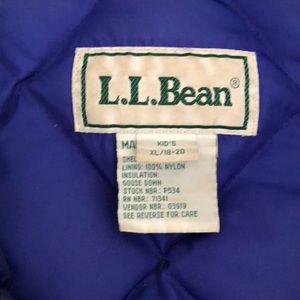 L.L.Bean®
MA
KID'S
XL/18-20
SHEL
LINING: 100% NYLON
INSULATION:
GOOSE DOWN
STOCK NBR.: P534
RN NBR.: 71341
VENDOR NBR.: 03919
SEE REVERSE FOR CARE